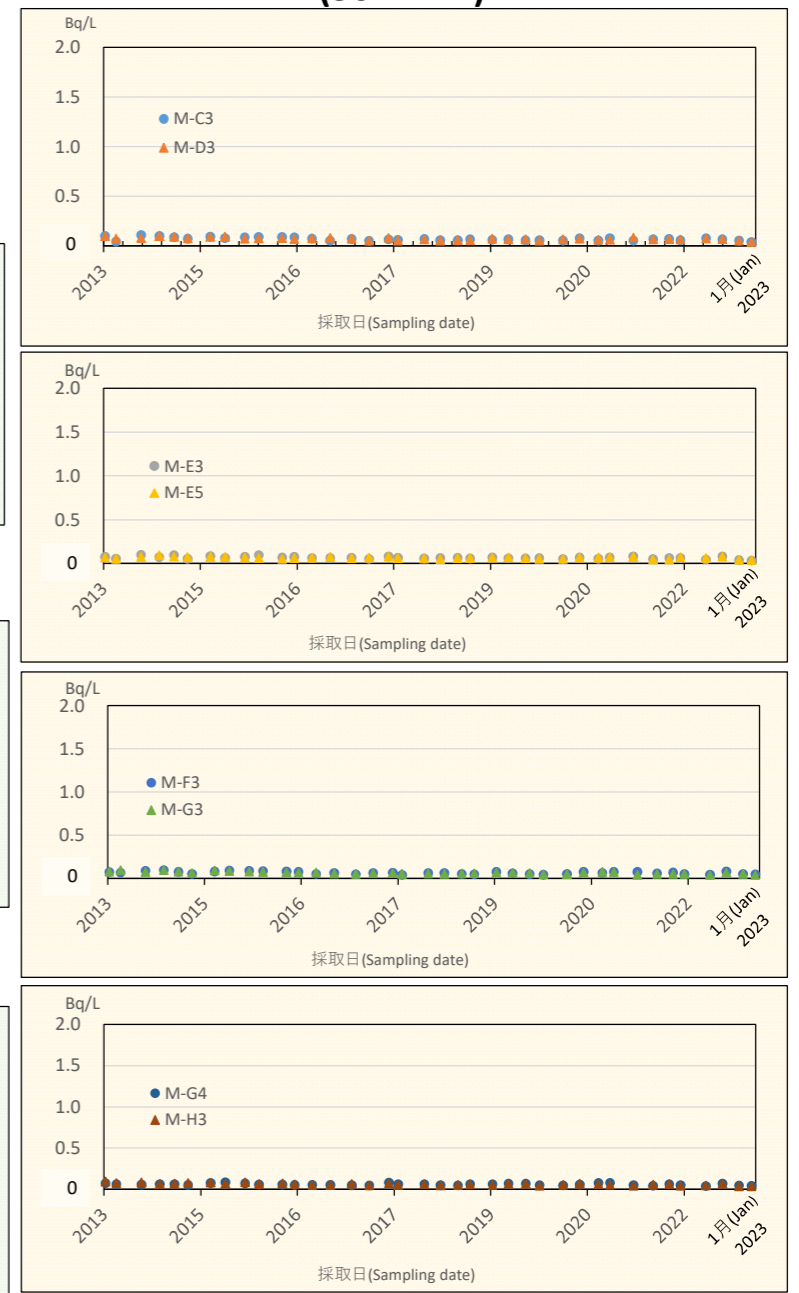 Bq/L
2.0
1.5
M-C3
1.0
M-D3
0.5
0
2013 2015 2016 2017 2019 2020 2022 1月(Jan) 2023
採取日(Sampling date)
Bq/L
2.0
1.5
M-E3
1.0
M-E5
0.5
0
2013 2015 2016 2017 2019 2020 2022 1月(Jan) 2023
採取日(Sampling date)
Bq/L
2.0
1.5
M-F3
1.0
M-G3
0.5
0
2013 2015 2016 2017 2019 2020 2022 1月(Jan) 2023
採取日(Sampling date)
Bq/L
2.0
1.5
M-G4
1.0
M-H3
0.5
0
2013 2015 2016 2017 2019 2020 2022 1月(Jan) 2023
採取日(Sampling date)